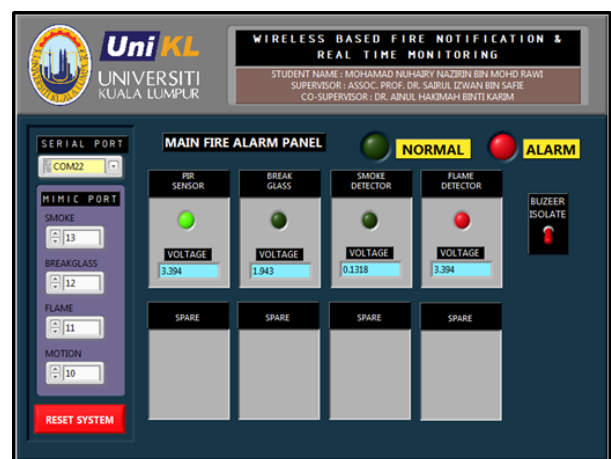 Uni KL
UNIVERSITI
KUALA LUMPUR
WIRELESS BASED FIRE NOTIFICATION &
REAL TIME MONITORING
STUDENT NAME : MOHAMAD NUHAIRY NAZIRIN BIN MOHD RAWI
SUPERVISOR : ASSOC. PROF. DR. SAIRUL IZWAN BIN SAFIE
CO-SUPERVISOR : DR. AINUL HAKIMAH BINTI KARIM
SERIAL PORT
COM22
MIMIC PORT
SMOKE
13
BREAKGLASS
12
FLAME
11
MOTION
10
RESET SYSTEM
MAIN FIRE ALARM PANEL
NORMAL
ALARM
PIR
SENSOR
VOLTAGE
3.394
BREAK
GLASS
VOLTAGE
1.943
SMOKE
DETECTOR
VOLTAGE
0.1318
FLAME
DETECTOR
VOLTAGE
3.394
BUZEER
ISOLATE
SPARE
SPARE
SPARE
SPARE